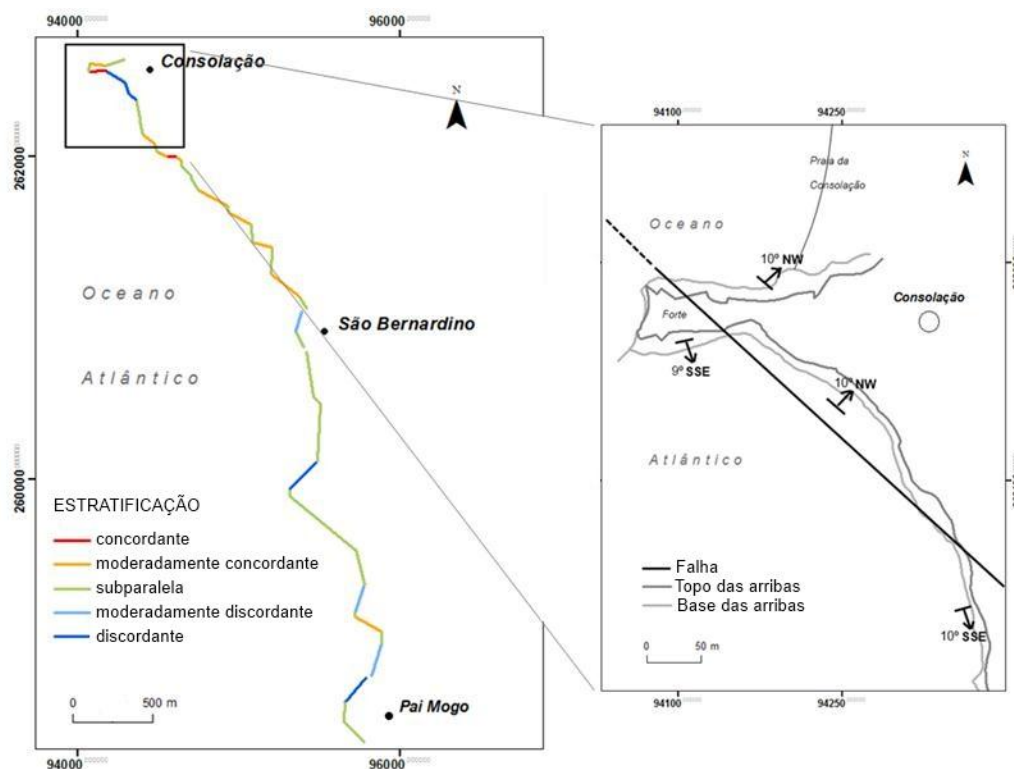 94000
96000
Consolação
N
262000
Oceano
São Bernardino
Atlântico
260000
ESTRATIFICAÇÃO
concordante
moderadamente concordante
subparalela
moderadamente discordante
discordante
0
500 m
Pai Mogo
94000
96000
94100
94250
Praia da
Consolação
N
Oceano
10º NW
Consolação
Forte
9º SSE
10º NW
Atlântico
Falha
Topo das arribas
Base das arribas
10º SSE
0
50 m
94100
94250